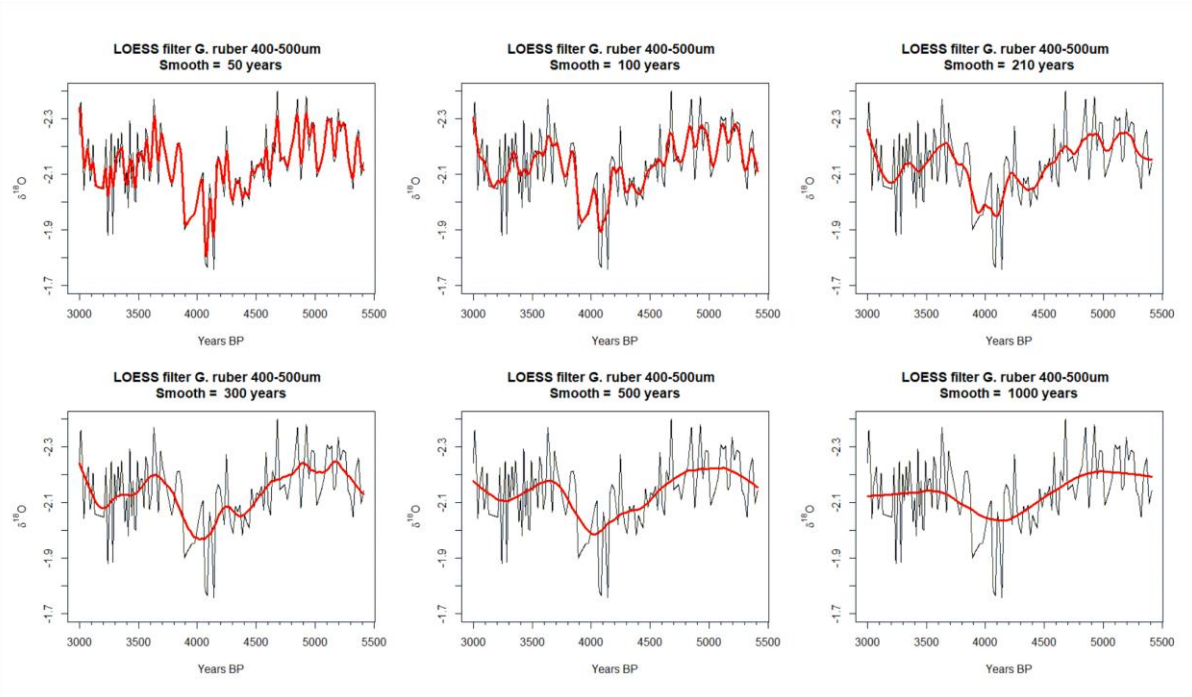 LOESS filter G. ruber 400-500um
Smooth = 50 years
δ18O
-2.3
-2.1
-1.9
-1.7
3000 3500 4000 4500 5000 5500
Years BP
LOESS filter G. ruber 400-500um
Smooth = 100 years
δ18O
-2.3
-2.1
-1.9
-1.7
3000 3500 4000 4500 5000 5500
Years BP
LOESS filter G. ruber 400-500um
Smooth = 210 years
δ18O
-2.3
-2.1
-1.9
-1.7
3000 3500 4000 4500 5000 5500
Years BP
LOESS filter G. ruber 400-500um
Smooth = 300 years
δ18O
-2.3
-2.1
-1.9
-1.7
3000 3500 4000 4500 5000 5500
Years BP
LOESS filter G. ruber 400-500um
Smooth = 500 years
δ18O
-2.3
-2.1
-1.9
-1.7
3000 3500 4000 4500 5000 5500
Years BP
LOESS filter G. ruber 400-500um
Smooth = 1000 years
δ18O
-2.3
-2.1
-1.9
-1.7
3000 3500 4000 4500 5000 5500
Years BP